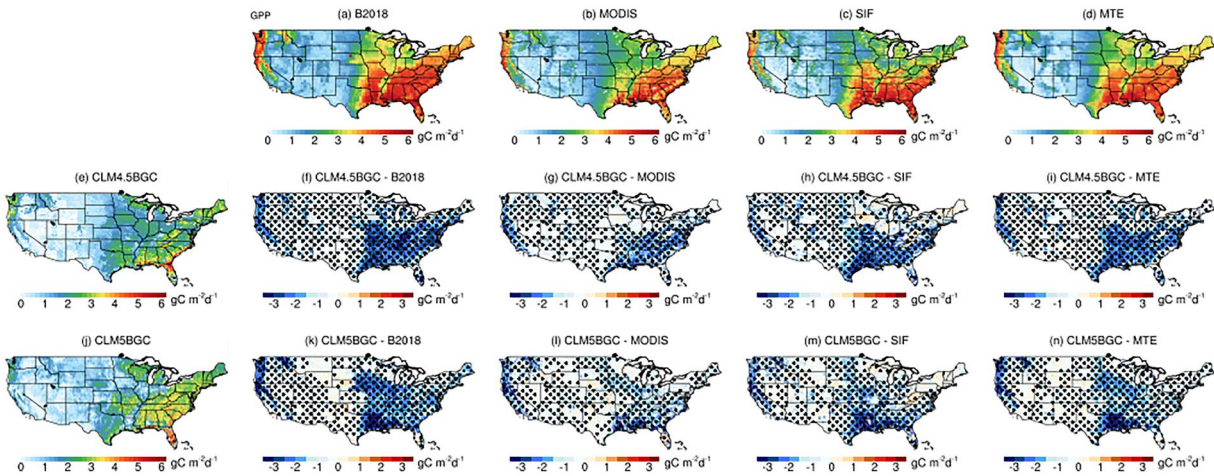 GPP
(a) B2018
(b) MODIS
(c) SIF
(d) MTE
0 1 2 3 4 5 6 gC m⁻²d⁻¹
0 1 2 3 4 5 6 gC m⁻²d⁻¹
0 1 2 3 4 5 6 gC m⁻²d⁻¹
0 1 2 3 4 5 6 gC m⁻²d⁻¹
(e) CLM4.5BGC
(f) CLM4.5BGC - B2018
(g) CLM4.5BGC - MODIS
(h) CLM4.5BGC - SIF
(i) CLM4.5BGC - MTE
0 1 2 3 4 5 6 gC m⁻²d⁻¹
-3 -2 -1 0 1 2 3 gC m⁻²d⁻¹
-3 -2 -1 0 1 2 3 gC m⁻²d⁻¹
-3 -2 -1 0 1 2 3 gC m⁻²d⁻¹
-3 -2 -1 0 1 2 3 gC m⁻²d⁻¹
(j) CLM5BGC
(k) CLM5BGC - B2018
(l) CLM5BGC - MODIS
(m) CLM5BGC - SIF
(n) CLM5BGC - MTE
0 1 2 3 4 5 6 gC m⁻²d⁻¹
-3 -2 -1 0 1 2 3 gC m⁻²d⁻¹
-3 -2 -1 0 1 2 3 gC m⁻²d⁻¹
-3 -2 -1 0 1 2 3 gC m⁻²d⁻¹
-3 -2 -1 0 1 2 3 gC m⁻²d⁻¹